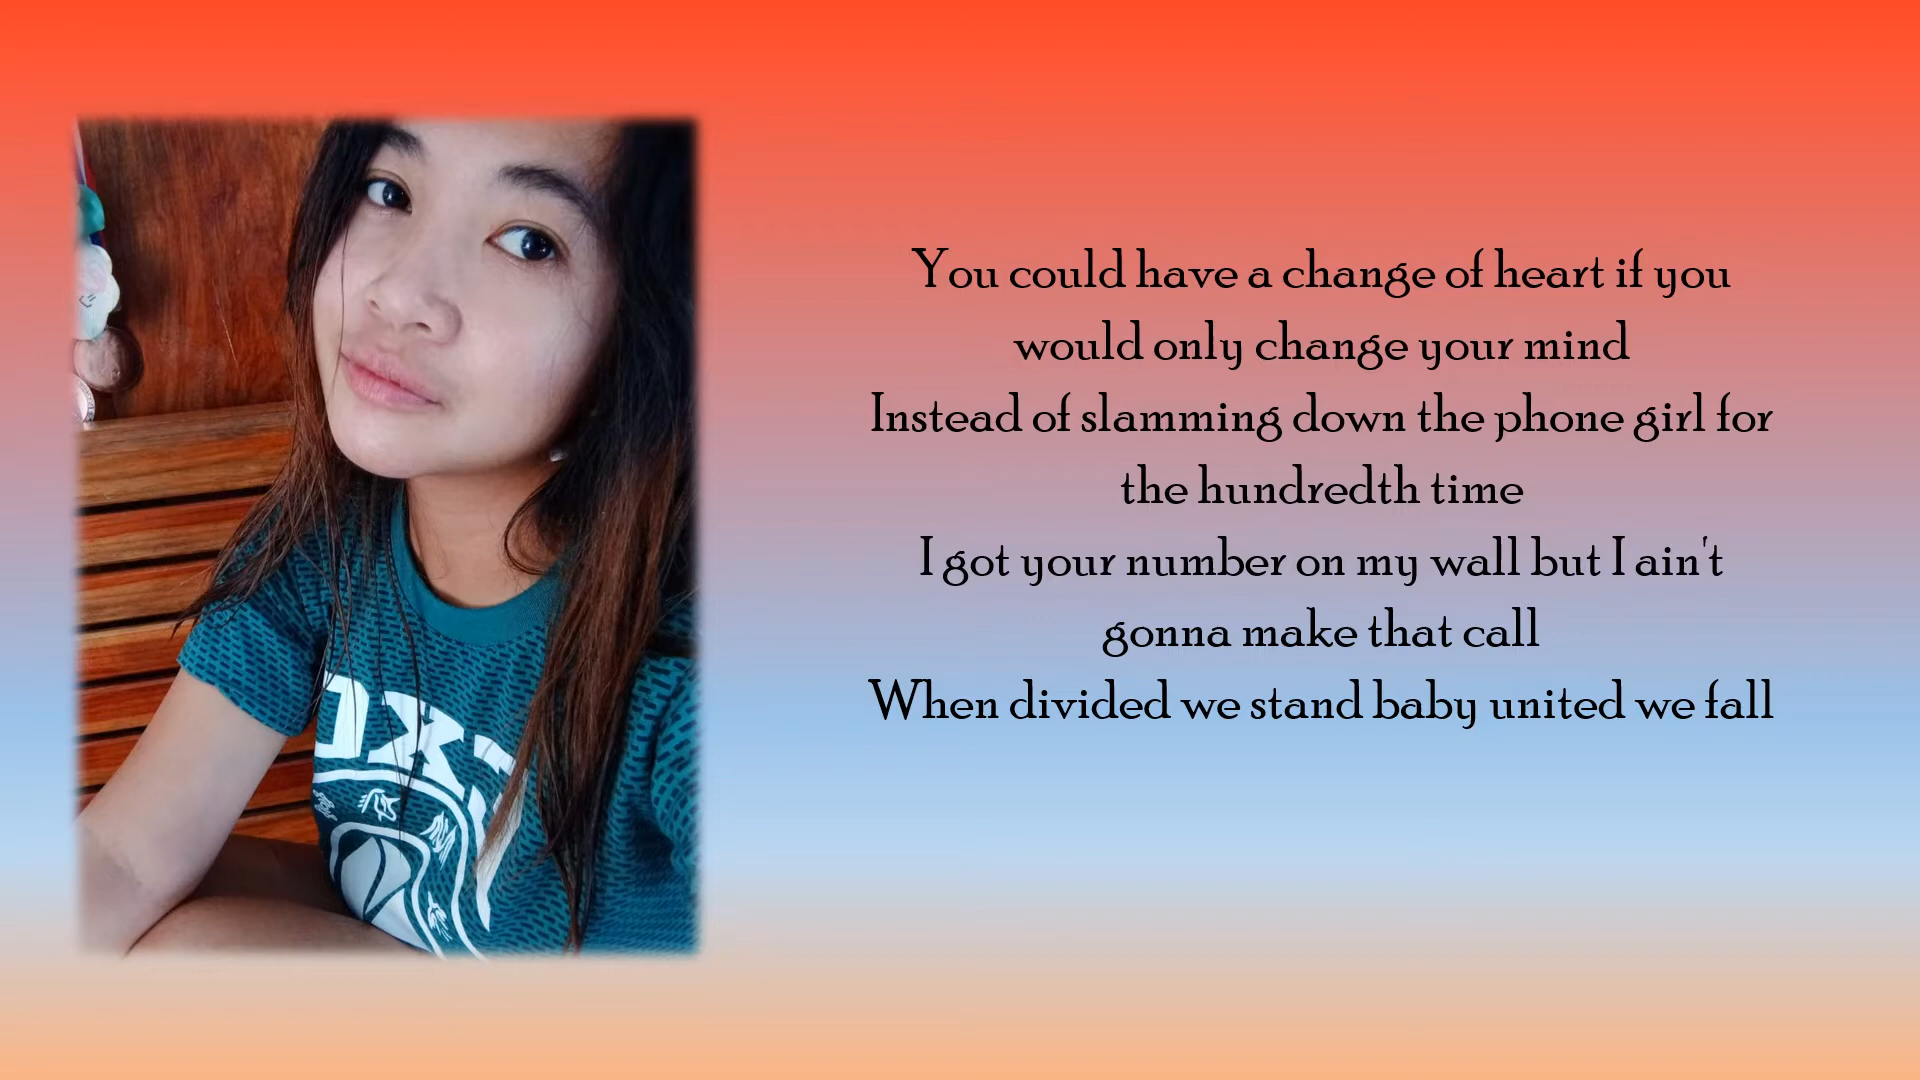 You could have a change of heart if you
would only change your mind
Instead of slamming down the phone girl for
the hundredth time
I got your number on my wall but I ain't
gonna make that call
When divided we stand baby united we fall